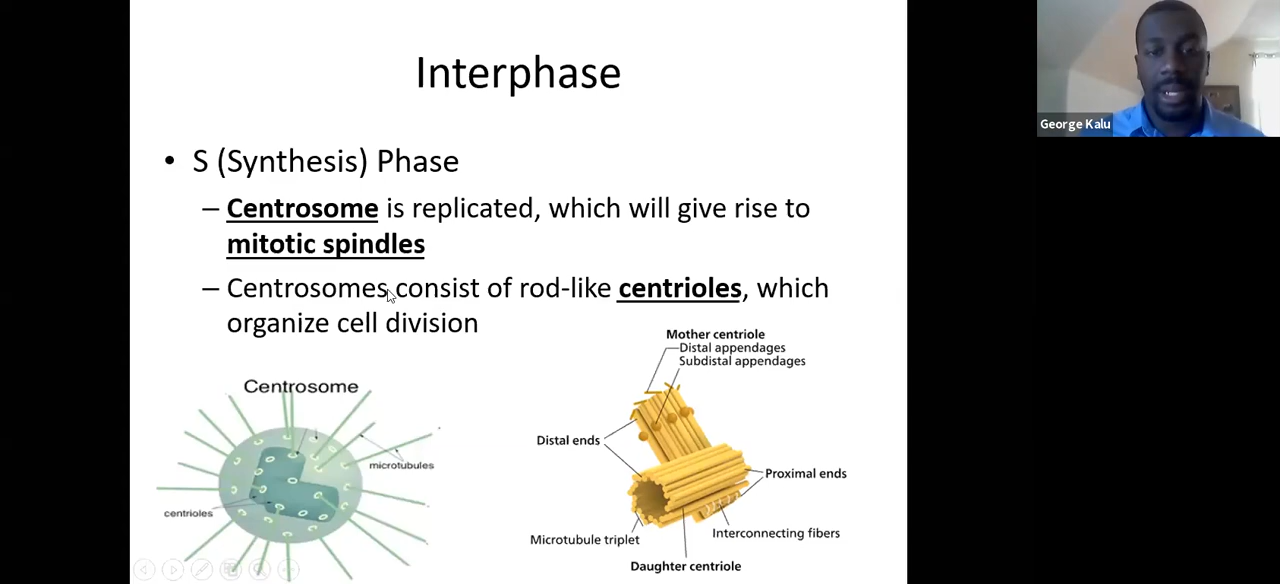 Interphase
George Kalu
• S (Synthesis) Phase
– Centrosome is replicated, which will give rise to
mitotic spindles
– Centrosomes consist of rod-like centrioles, which
organize cell division
Centrosome
microtubules
centrioles
Mother centriole
Distal appendages
Subdistal appendages
Distal ends
Proximal ends
Microtubule triplet
Interconnecting fibers
Daughter centriole